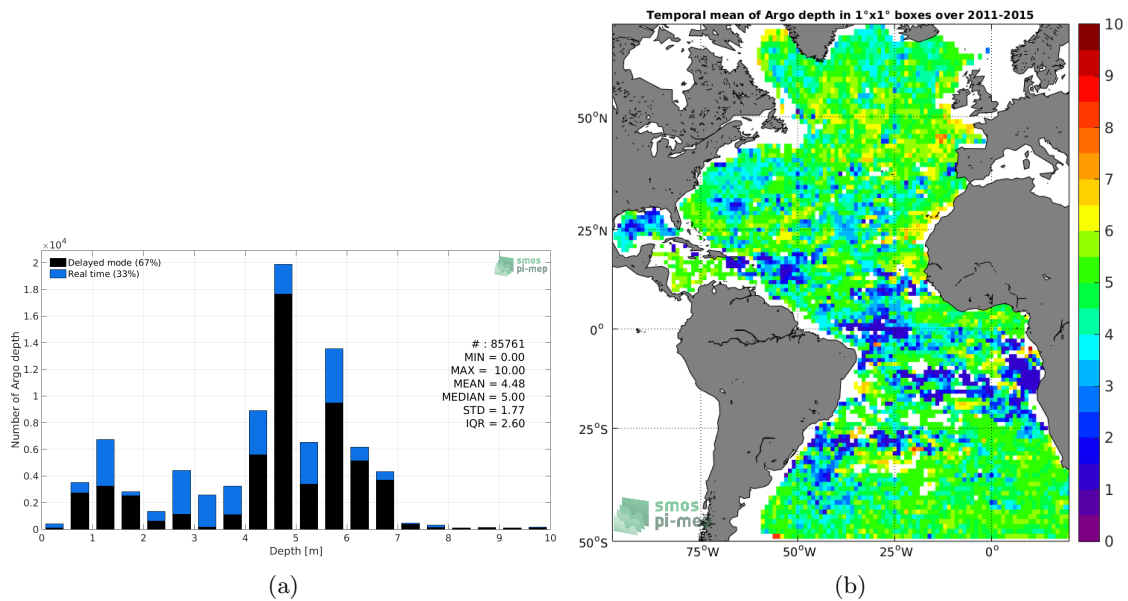 ×10⁴
Delayed mode (67%)
Real time (33%)
smos
pi-mep
# : 85761
MIN = 0.00
MAX = 10.00
MEAN = 4.48
MEDIAN = 5.00
STD = 1.77
IQR = 2.60
Number of Argo depth
2
1.8
1.6
1.4
1.2
1
0.8
0.6
0.4
0.2
0
0 1 2 3 4 5 6 7 8 9 10
Depth [m]
(a)
Temporal mean of Argo depth in 1°x1° boxes over 2011-2015
50°N
25°N
0°
25°S
50°S
75°W 50°W 25°W 0°
smos
pi-mep
10
9
8
7
6
5
4
3
2
1
0
(b)